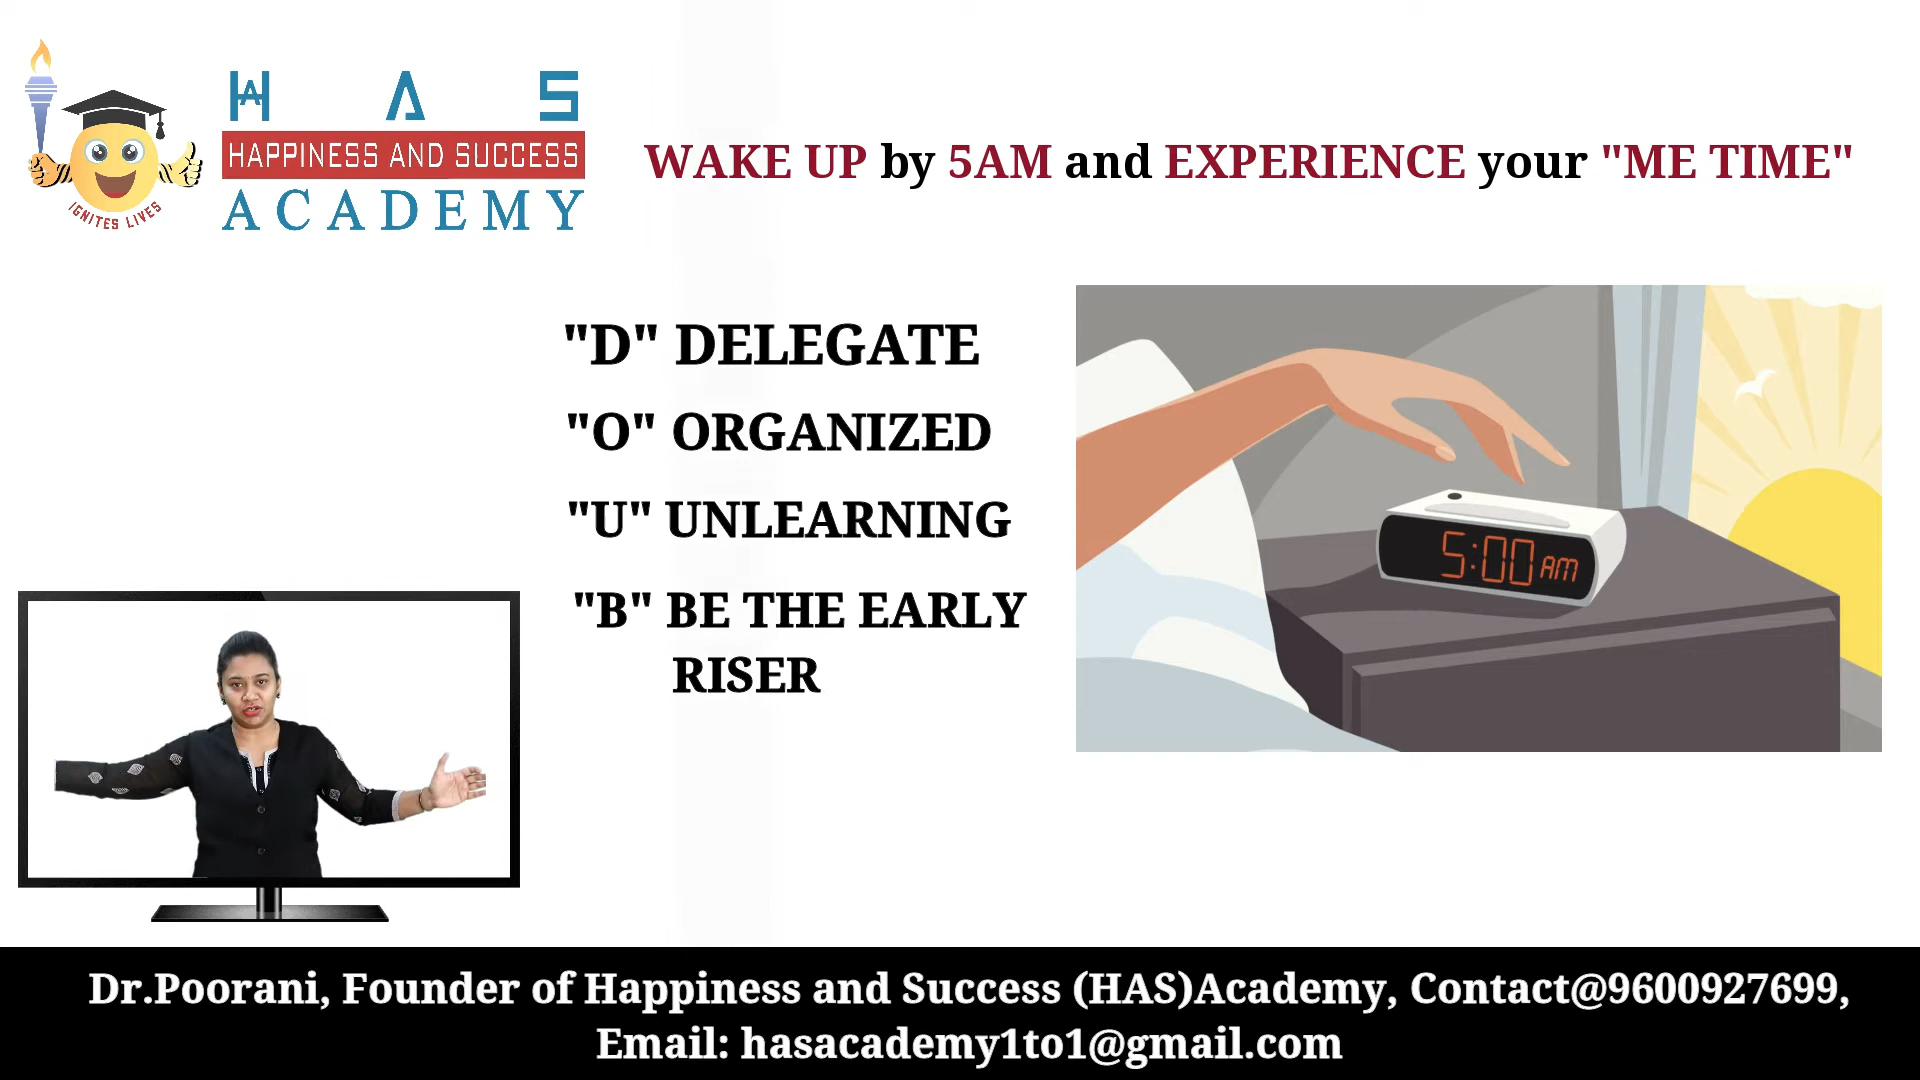 H A S
HAPPINESS AND SUCCESS
ACADEMY
IGNITES LIVES
WAKE UP by 5AM and EXPERIENCE your "ME TIME"
"D" DELEGATE
"O" ORGANIZED
"U" UNLEARNING
"B" BE THE EARLY
RISER
5:00 AM
Dr.Poorani, Founder of Happiness and Success (HAS)Academy, Contact@9600927699,
Email: hasacademy1to1@gmail.com